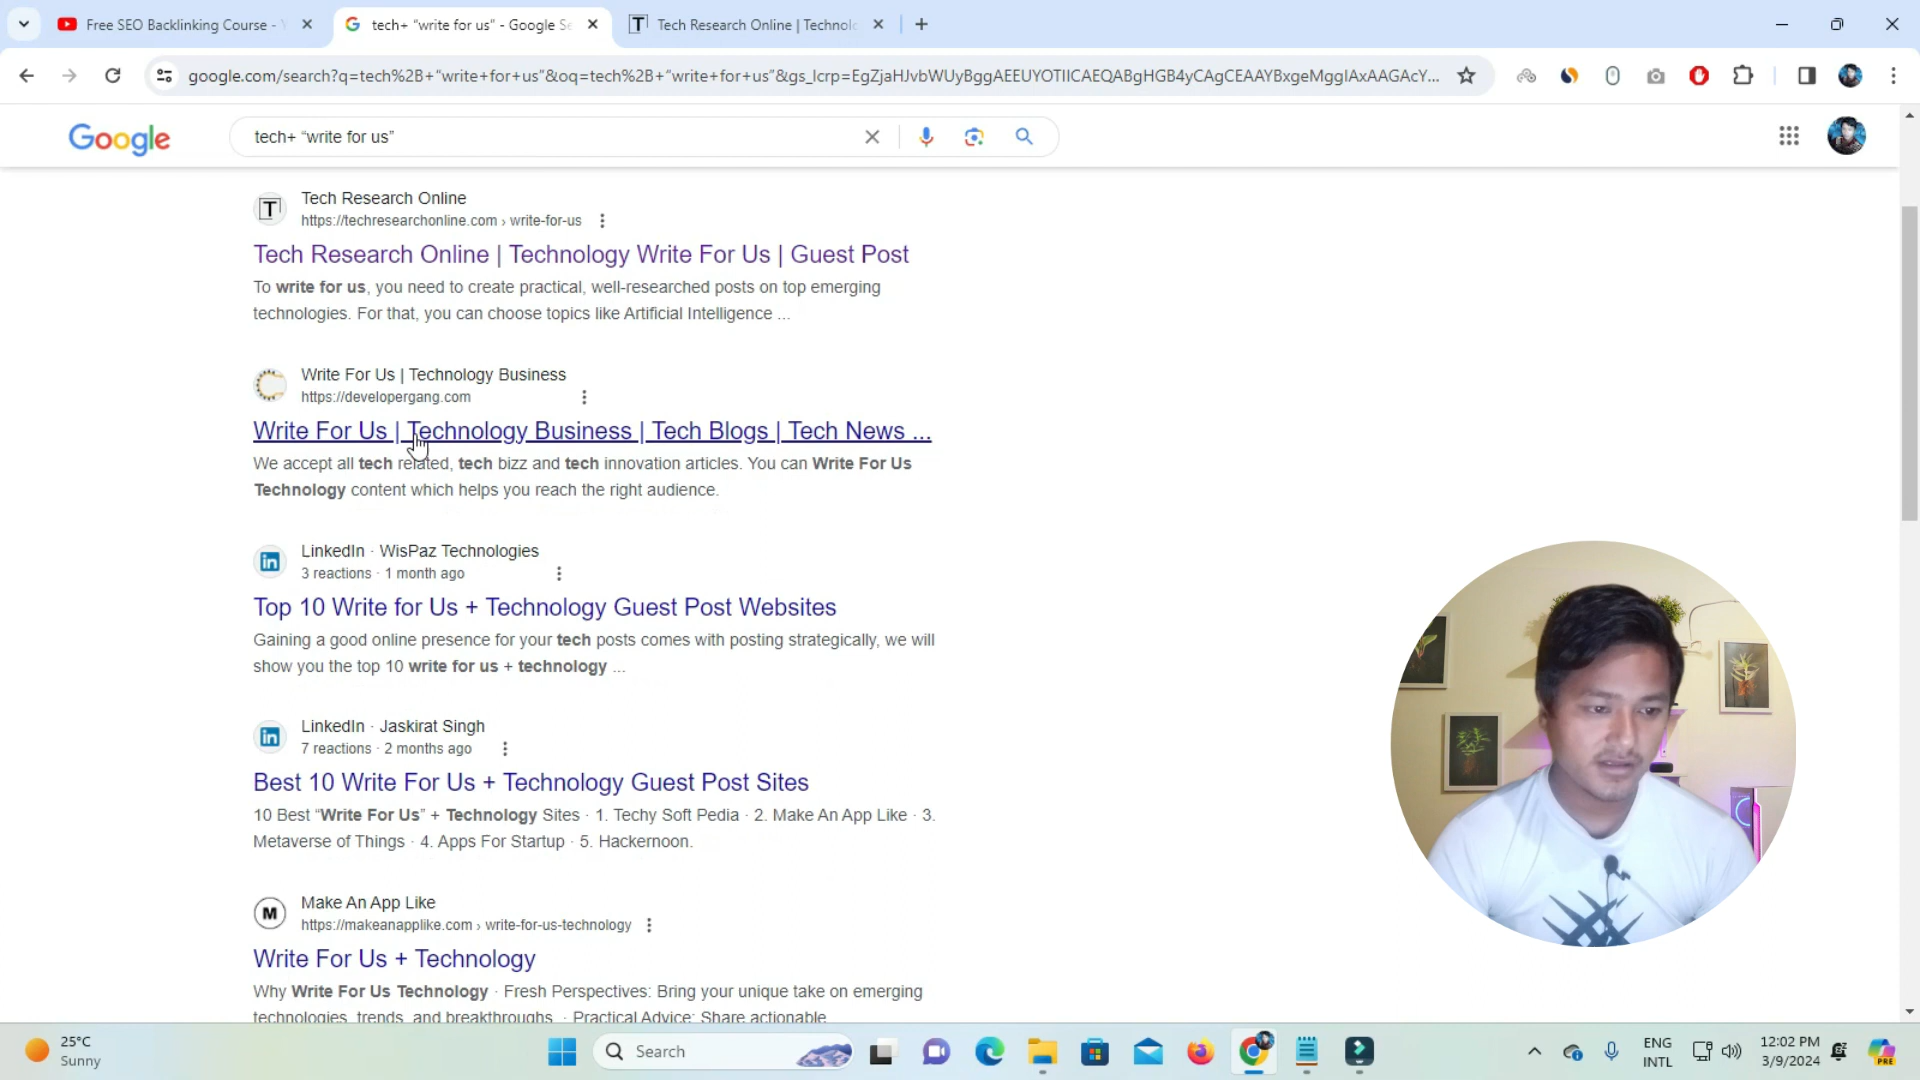 Free SEO Backlinking Course -
tech+ “write for us” - Google Se
Tech Research Online | Technolo
google.com/search?q=tech%2B+“write+for+us”&oq=tech%2B+“write+for+us”&gs_lcrp=EgZjaHJvbWUyBggAEEUYOTIICAEQABgHGB4yCAgCEAAYBxgeMggIAxAAGAcY...
Google
tech+ “write for us”
Tech Research Online
https://techresearchonline.com › write-for-us
Tech Research Online | Technology Write For Us | Guest Post
To write for us, you need to create practical, well-researched posts on top emerging
technologies. For that, you can choose topics like Artificial Intelligence ...
Write For Us | Technology Business
https://developergang.com
Write For Us | Technology Business | Tech Blogs | Tech News ...
We accept all tech related, tech bizz and tech innovation articles. You can Write For Us
Technology content which helps you reach the right audience.
LinkedIn · WisPaz Technologies
3 reactions · 1 month ago
Top 10 Write for Us + Technology Guest Post Websites
Gaining a good online presence for your tech posts comes with posting strategically, we will
show you the top 10 write for us + technology ...
LinkedIn · Jaskirat Singh
7 reactions · 2 months ago
Best 10 Write For Us + Technology Guest Post Sites
10 Best “Write For Us” + Technology Sites · 1. Techy Soft Pedia · 2. Make An App Like · 3.
Metaverse of Things · 4. Apps For Startup · 5. Hackernoon.
Make An App Like
https://makeanapplike.com › write-for-us-technology
Write For Us + Technology
Why Write For Us Technology · Fresh Perspectives: Bring your unique take on emerging
technologies, trends, and breakthroughs. · Practical Advice: Share actionable
25°C
Sunny
Search
ENG
INTL
12:02 PM
3/9/2024
PRE